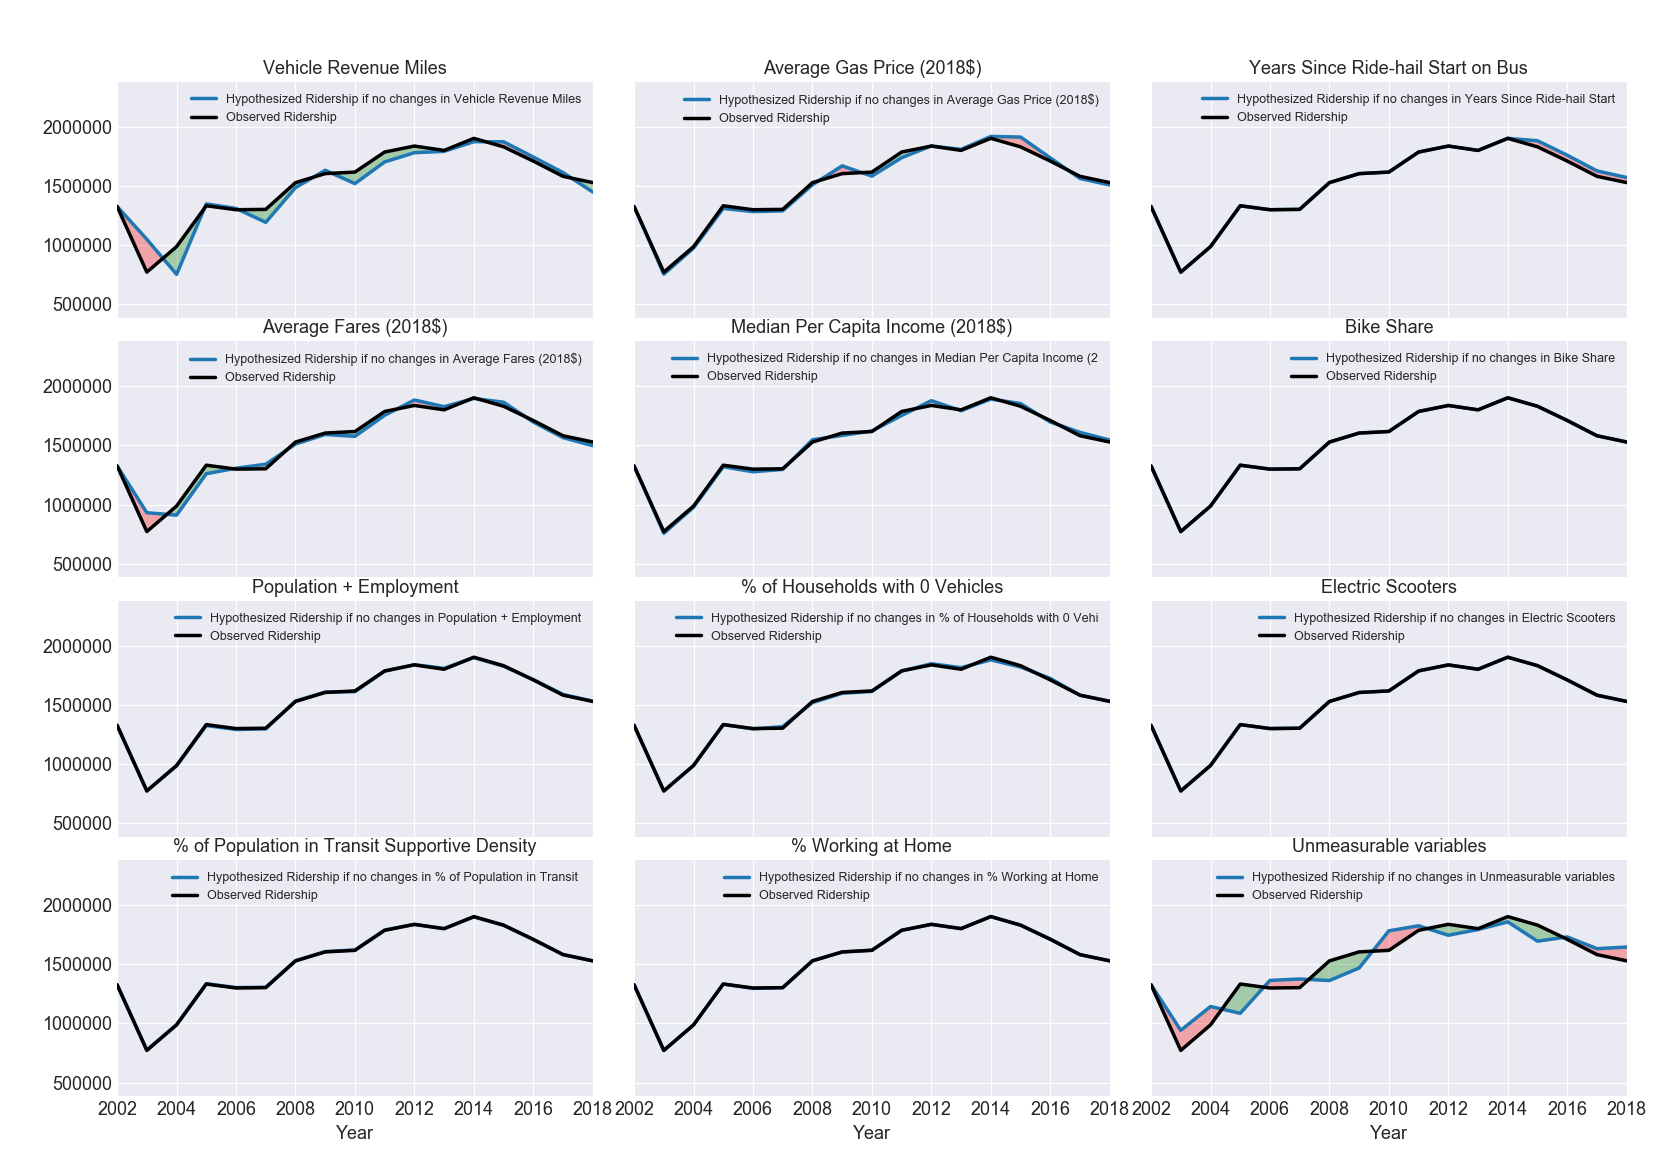 Vehicle Revenue Miles
Hypothesized Ridership if no changes in Vehicle Revenue Miles
Observed Ridership
2000000
1500000
1000000
500000
Average Gas Price (2018$)
Hypothesized Ridership if no changes in Average Gas Price (2018$)
Observed Ridership
Years Since Ride-hail Start on Bus
Hypothesized Ridership if no changes in Years Since Ride-hail Start
Observed Ridership
Average Fares (2018$)
Hypothesized Ridership if no changes in Average Fares (2018$)
Observed Ridership
2000000
1500000
1000000
500000
Median Per Capita Income (2018$)
Hypothesized Ridership if no changes in Median Per Capita Income (2
Observed Ridership
Bike Share
Hypothesized Ridership if no changes in Bike Share
Observed Ridership
Population + Employment
Hypothesized Ridership if no changes in Population + Employment
Observed Ridership
2000000
1500000
1000000
500000
% of Households with 0 Vehicles
Hypothesized Ridership if no changes in % of Households with 0 Vehi
Observed Ridership
Electric Scooters
Hypothesized Ridership if no changes in Electric Scooters
Observed Ridership
% of Population in Transit Supportive Density
Hypothesized Ridership if no changes in % of Population in Transit
Observed Ridership
2000000
1500000
1000000
500000
2002 2004 2006 2008 2010 2012 2014 2016 2018
Year
% Working at Home
Hypothesized Ridership if no changes in % Working at Home
Observed Ridership
2002 2004 2006 2008 2010 2012 2014 2016 2018
Year
Unmeasurable variables
Hypothesized Ridership if no changes in Unmeasurable variables
Observed Ridership
2002 2004 2006 2008 2010 2012 2014 2016 2018
Year